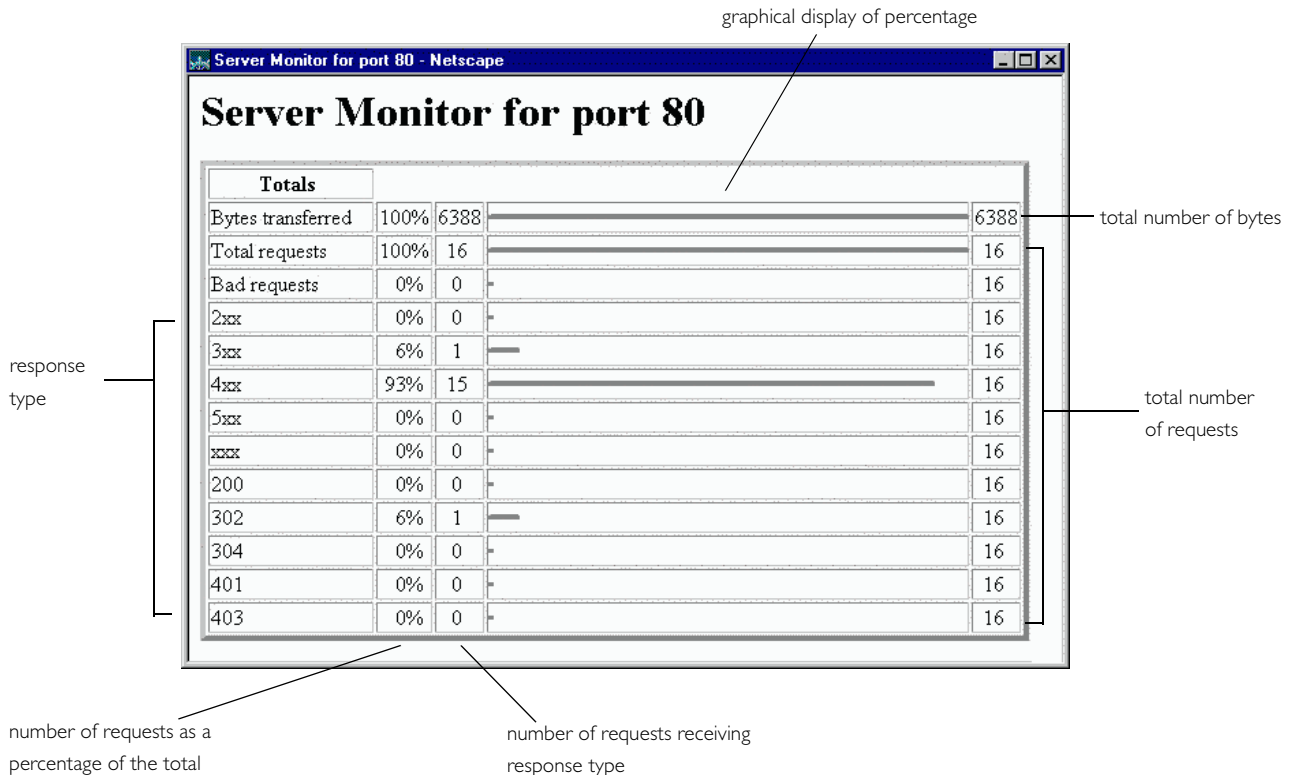 graphical display of percentage
Server Monitor for port 80 - Netscape
Server Monitor for port 80
Totals
Bytes transferred 100% 6388 6388
total number of bytes
Total requests 100% 16 16
Bad requests 0% 0 16
2xx 0% 0 16
3xx 6% 1 16
4xx 93% 15 16
5xx 0% 0 16
xxx 0% 0 16
200 0% 0 16
302 6% 1 16
304 0% 0 16
401 0% 0 16
403 0% 0 16
response
type
total number
of requests
number of requests as a
percentage of the total
number of requests receiving
response type